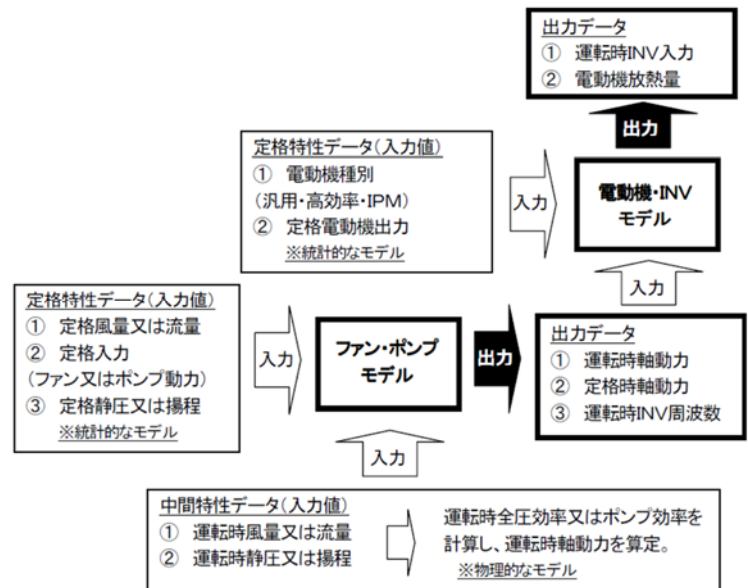 出力データ
① 運転時INV入力
② 電動機放熱量
出力
定格特性データ(入力値)
① 電動機種別
(汎用・高効率・IPM)
② 定格電動機出力
※統計的なモデル
入力
電動機・INV
モデル
入力
定格特性データ(入力値)
① 定格風量又は流量
② 定格入力
(ファン又はポンプ動力)
③ 定格静圧又は揚程
※統計的なモデル
入力
ファン・ポンプ
モデル
出力
出力データ
① 運転時軸動力
② 定格時軸動力
③ 運転時INV周波数
入力
中間特性データ(入力値)
① 運転時風量又は流量
② 運転時静圧又は揚程
運転時全圧効率又はポンプ効率を
計算し、運転時軸動力を算定。
※物理的なモデル